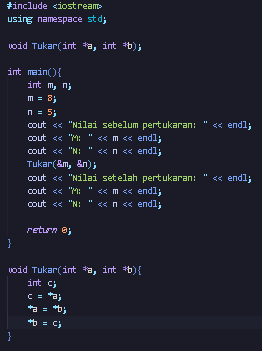 #include <iostream>
using namespace std;

void Tukar(int *a, int *b);

int main(){
    int m, n;
    m = 8;
    n = 5;
    cout << "Nilai sebelum pertukaran: " << endl;
    cout << "M: " << m << endl;
    cout << "N: " << n << endl;
    Tukar(&m, &n);
    cout << "Nilai setelah pertukaran: " << endl;
    cout << "M: " << m << endl;
    cout << "N: " << n << endl;

    return 0;
}

void Tukar(int *a, int *b){
    int c;
    c = *a;
    *a = *b;
    *b = c;
}